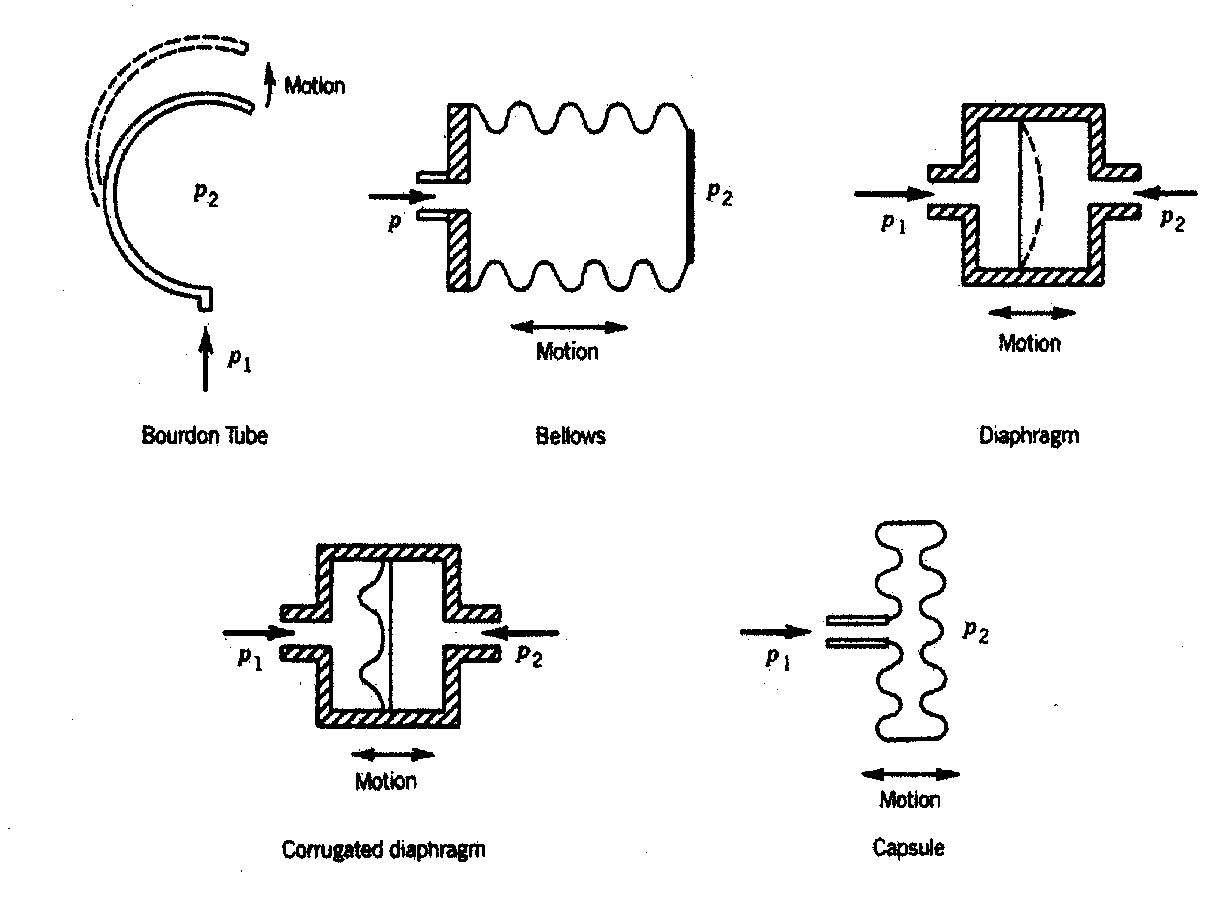 Motion
p2
p1
Bourdon Tube
p
p2
Motion
Bellows
p1
p2
Motion
Diaphragm
p1
p2
Motion
Corrugated diaphragm
p1
p2
Motion
Capsule